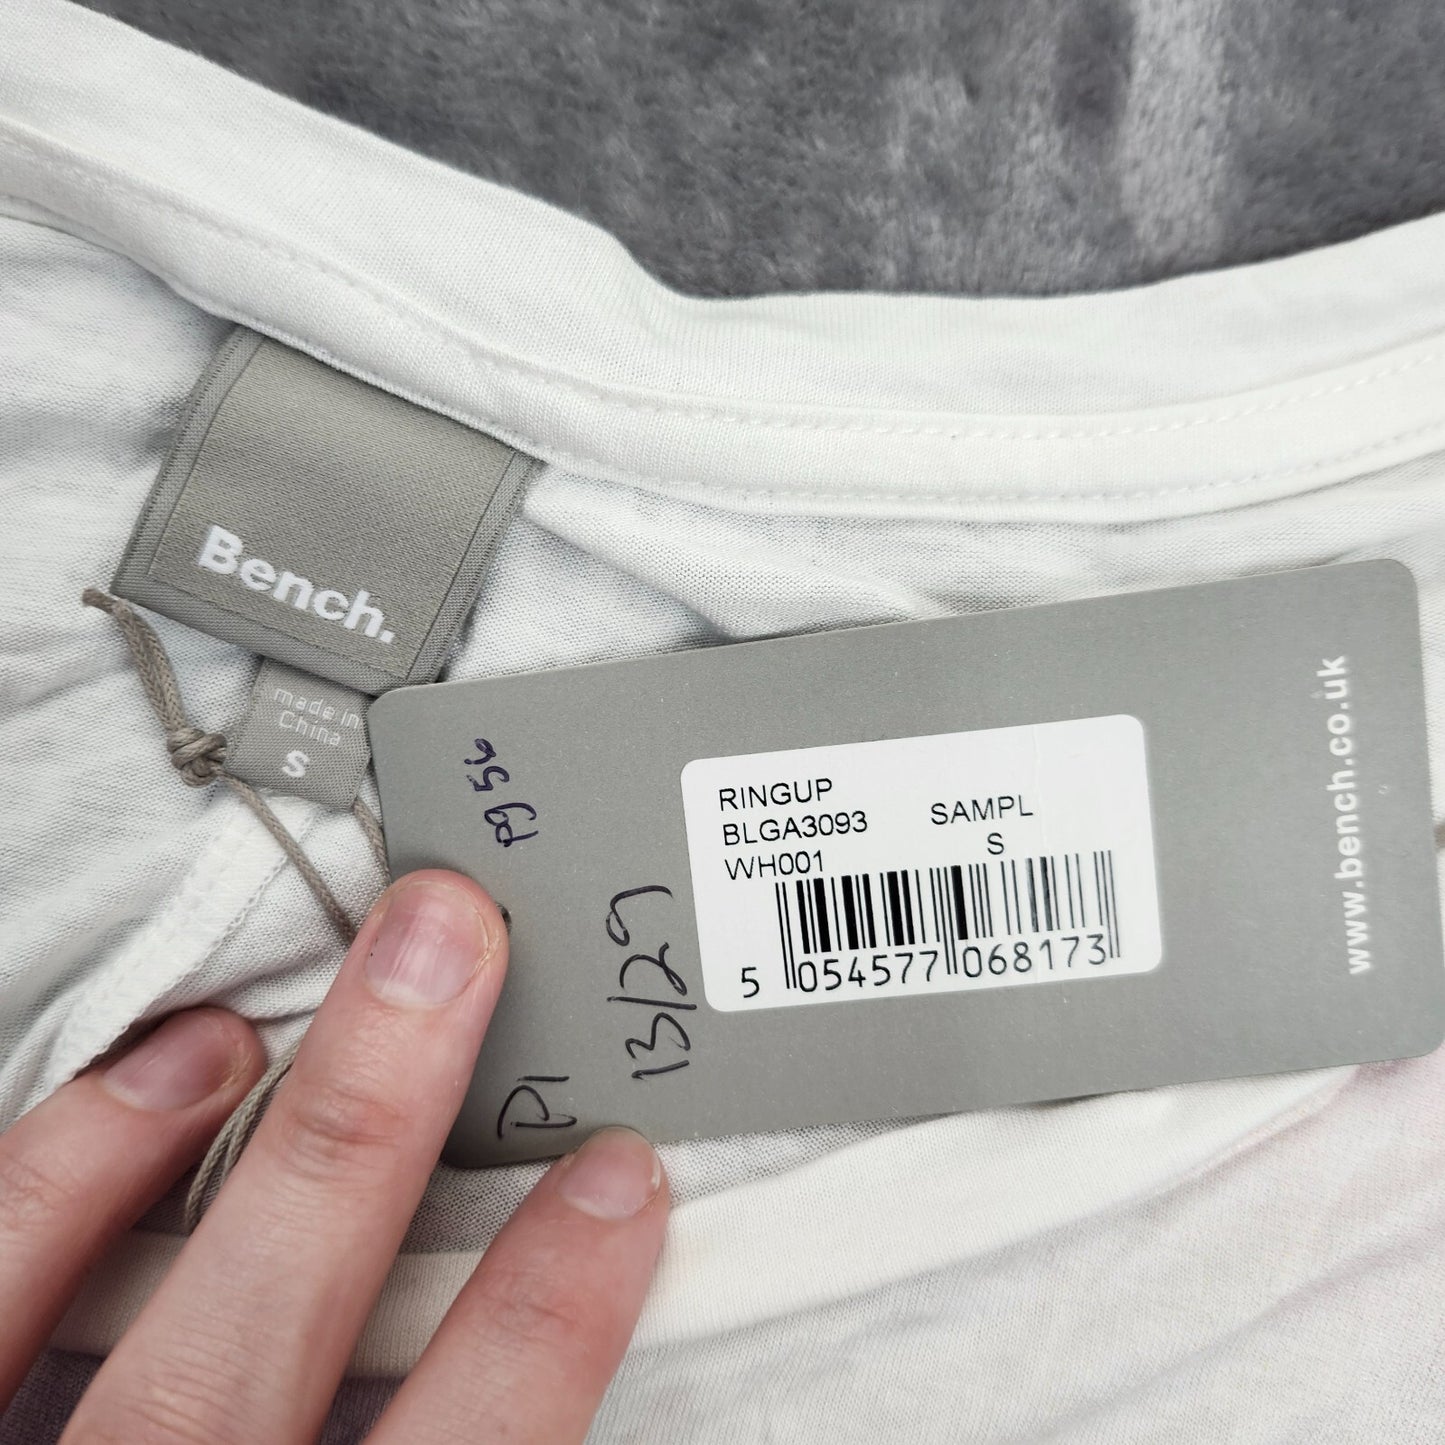 Bench.
made in
China
S
pg 56
13/29
P1
RINGUP
BLGA3093 SAMPL
WH001 S
5 054577 068173
www.bench.co.uk